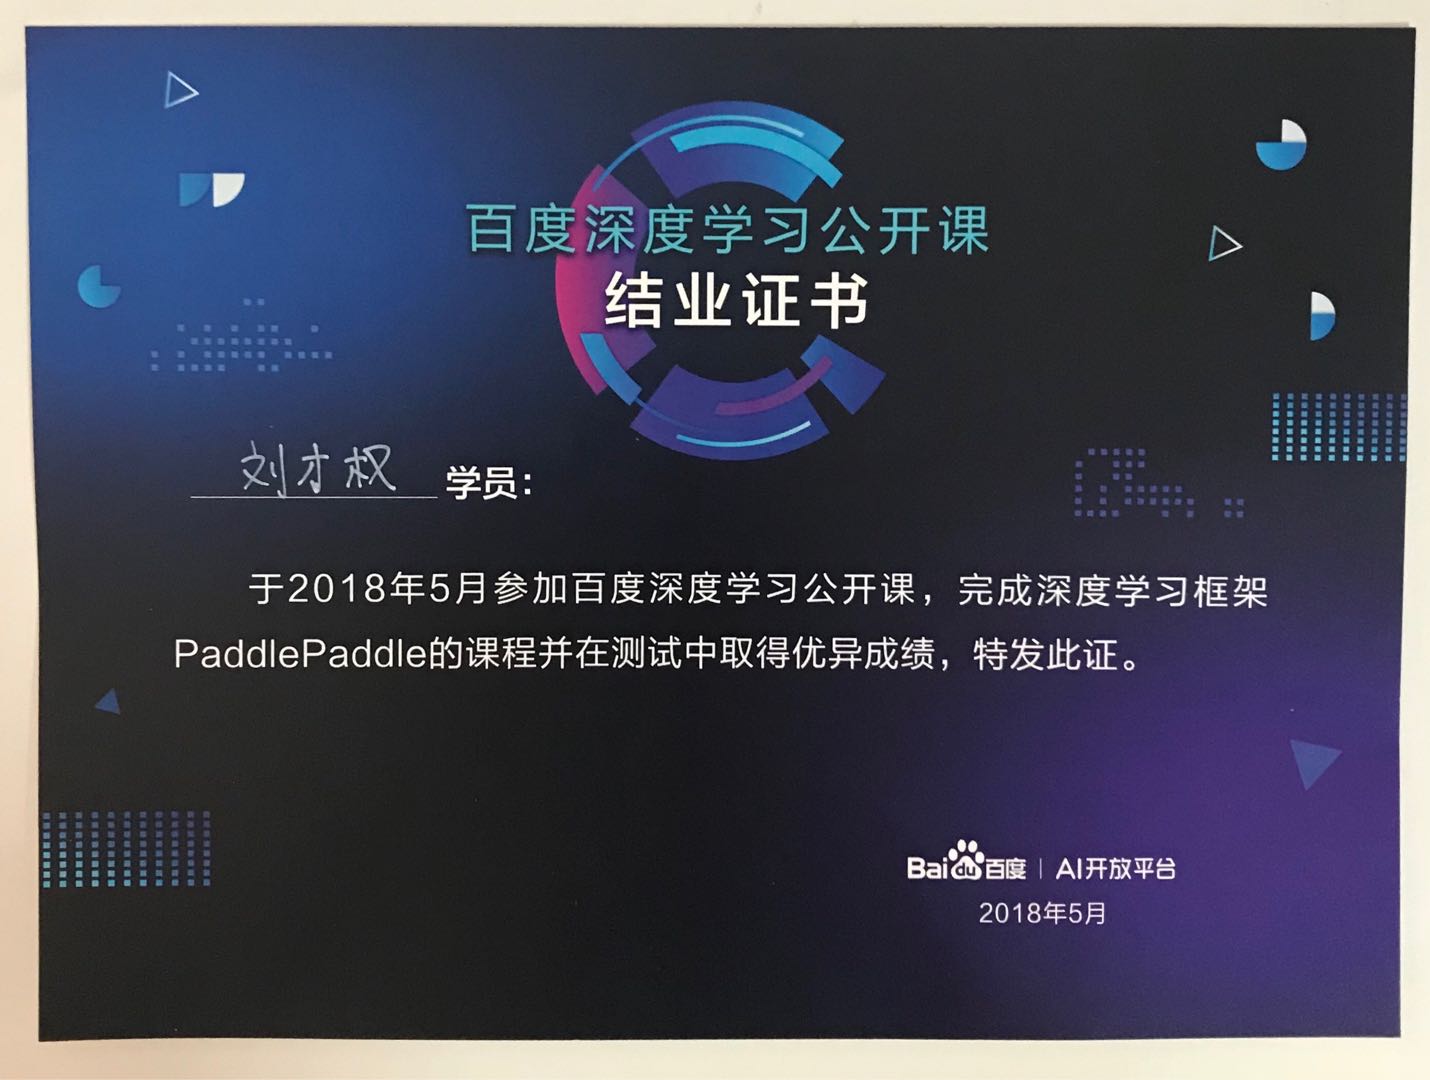 百度深度学习公开课
结业证书
刘才权 学员：
于2018年5月参加百度深度学习公开课，完成深度学习框架
PaddlePaddle的课程并在测试中取得优异成绩，特发此证。
Bai du 百度 | AI开放平台
2018年5月